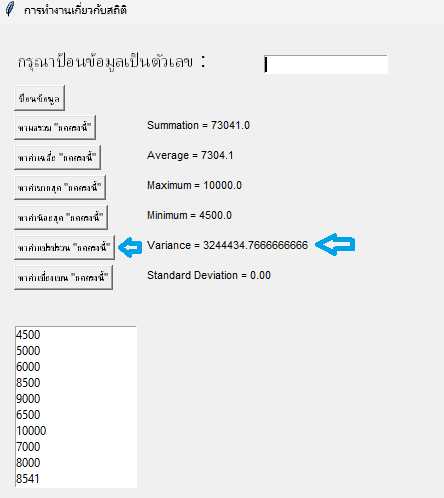 การทำงานเกี่ยวกับสถิติ
กรุณาป้อนข้อมูลเป็นตัวเลข :
ป้อนข้อมูล
หาผลรวม "กดตรงนี้" Summation = 73041.0
หาค่าเฉลี่ย "กดตรงนี้" Average = 7304.1
หาค่ามากสุด "กดตรงนี้" Maximum = 10000.0
หาค่าน้อยสุด "กดตรงนี้" Minimum = 4500.0
หาค่าแปรปรวน "กดตรงนี้" Variance = 3244434.7666666666
หาค่าเบี่ยงเบน "กดตรงนี้" Standard Deviation = 0.00
4500
5000
6000
8500
9000
6500
10000
7000
8000
8541